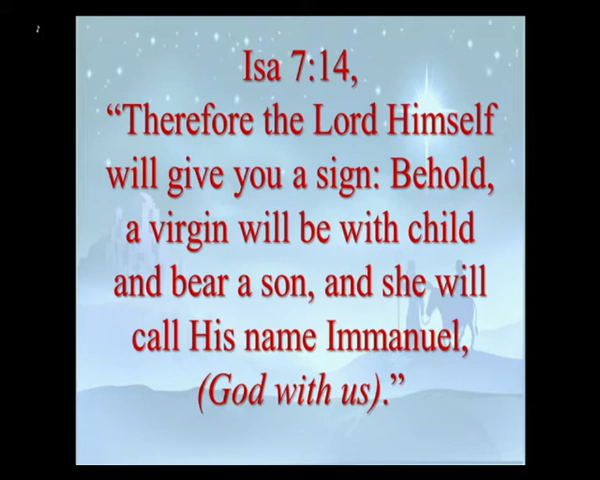 Isa 7:14,
“Therefore the Lord Himself
will give you a sign: Behold,
a virgin will be with child
and bear a son, and she will
call His name Immanuel,
(God with us).”